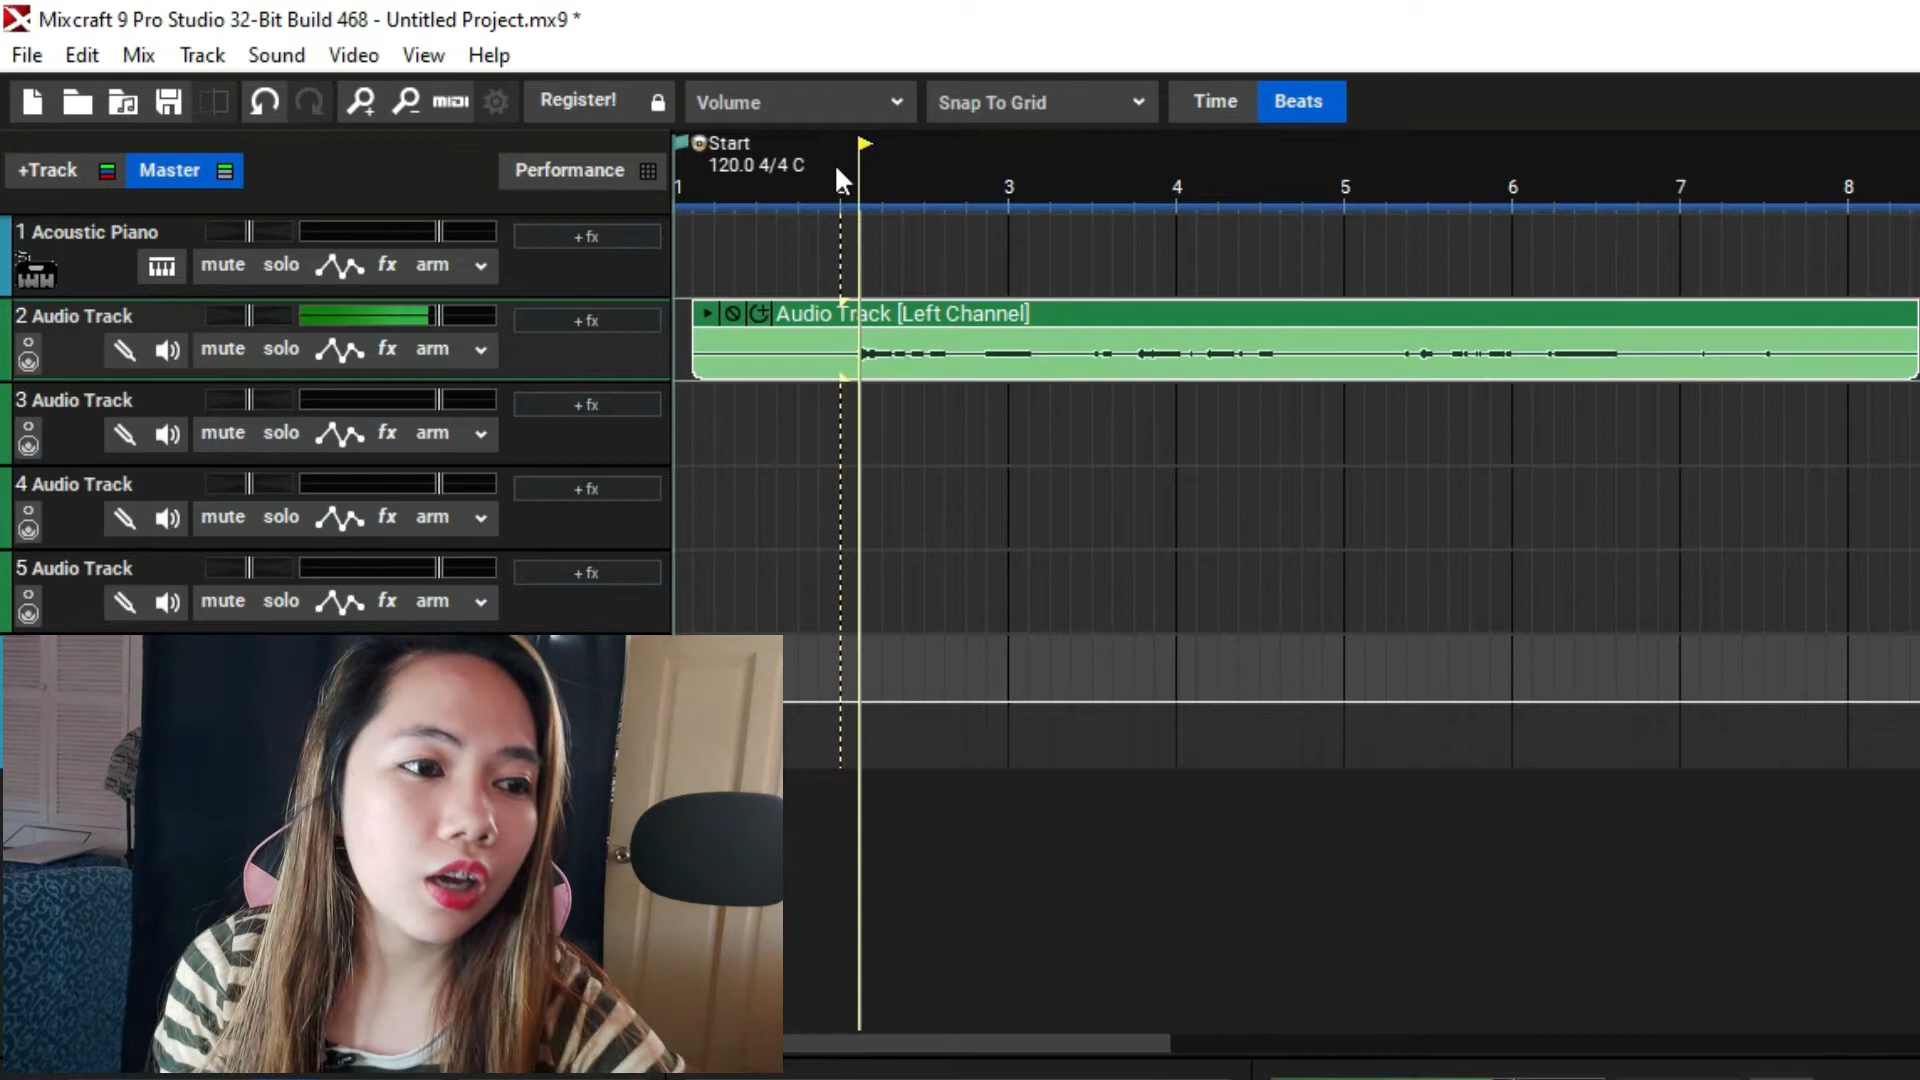 Mixcraft 9 Pro Studio 32-Bit Build 468 - Untitled Project.mx9 *
File Edit Mix Track Sound Video View Help
MIDI Register! Volume Snap To Grid Time Beats
Start
120.0 4/4 C
+Track Master Performance
1 3 4 5 6 7 8
1 Acoustic Piano +fx
mute solo fx arm
2 Audio Track +fx
Audio Track [Left Channel]
mute solo fx arm
3 Audio Track +fx
mute solo fx arm
4 Audio Track +fx
mute solo fx arm
5 Audio Track +fx
mute solo fx arm